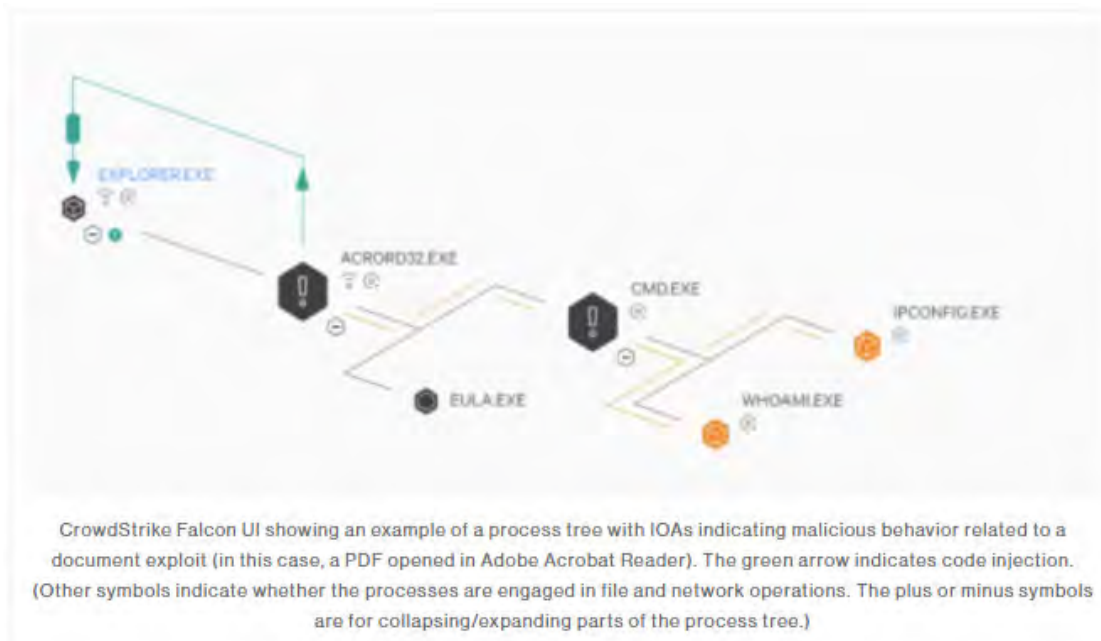 EXPLORER.EXE
ACRORD32.EXE
CMD.EXE
IPCONFIG.EXE
EULA.EXE
WHOAMI.EXE
CrowdStrike Falcon UI showing an example of a process tree with IOAs indicating malicious behavior related to a
document exploit (in this case, a PDF opened in Adobe Acrobat Reader). The green arrow indicates code injection.
(Other symbols indicate whether the processes are engaged in file and network operations. The plus or minus symbols
are for collapsing/expanding parts of the process tree.)